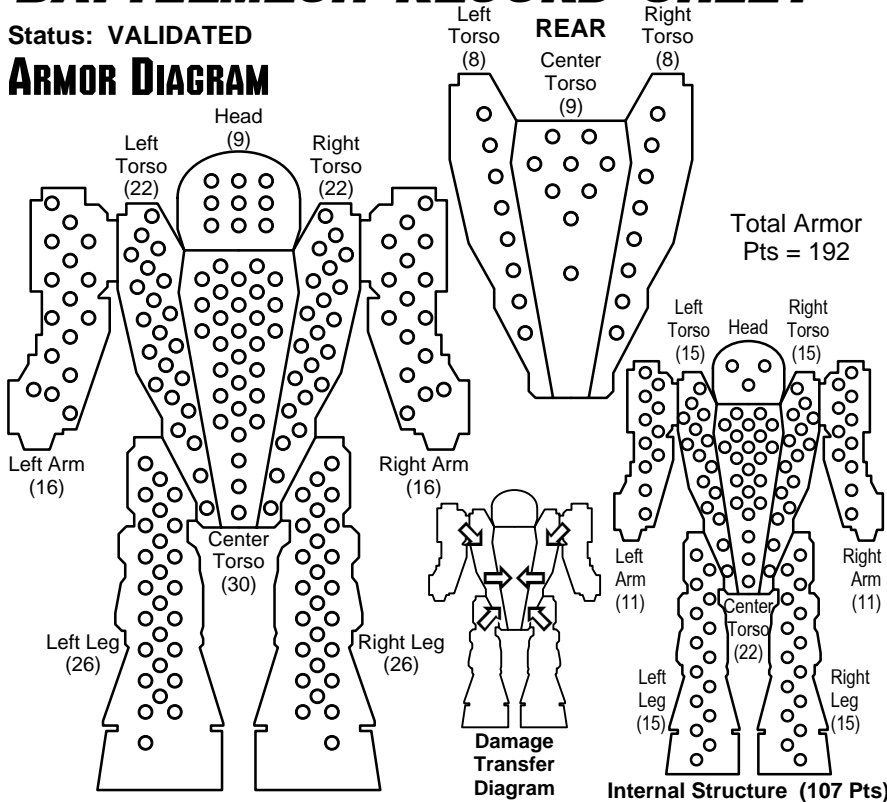 BATTLEMECH RECORD SHEET
Status: VALIDATED
ARMOR DIAGRAM
Head
(9)
Left
Torso
(22)
Right
Torso
(22)
Left Arm
(16)
Right Arm
(16)
Center
Torso
(30)
Left Leg
(26)
Right Leg
(26)
REAR
Left
Torso
(8)
Center
Torso
(9)
Right
Torso
(8)
Total Armor
Pts = 192
Left
Torso
(15)
Head
Right
Torso
(15)
Left
Arm
(11)
Right
Arm
(11)
Center
Torso
(22)
Left
Leg
(15)
Right
Leg
(15)
Damage
Transfer
Diagram
Internal Structure (107 Pts)